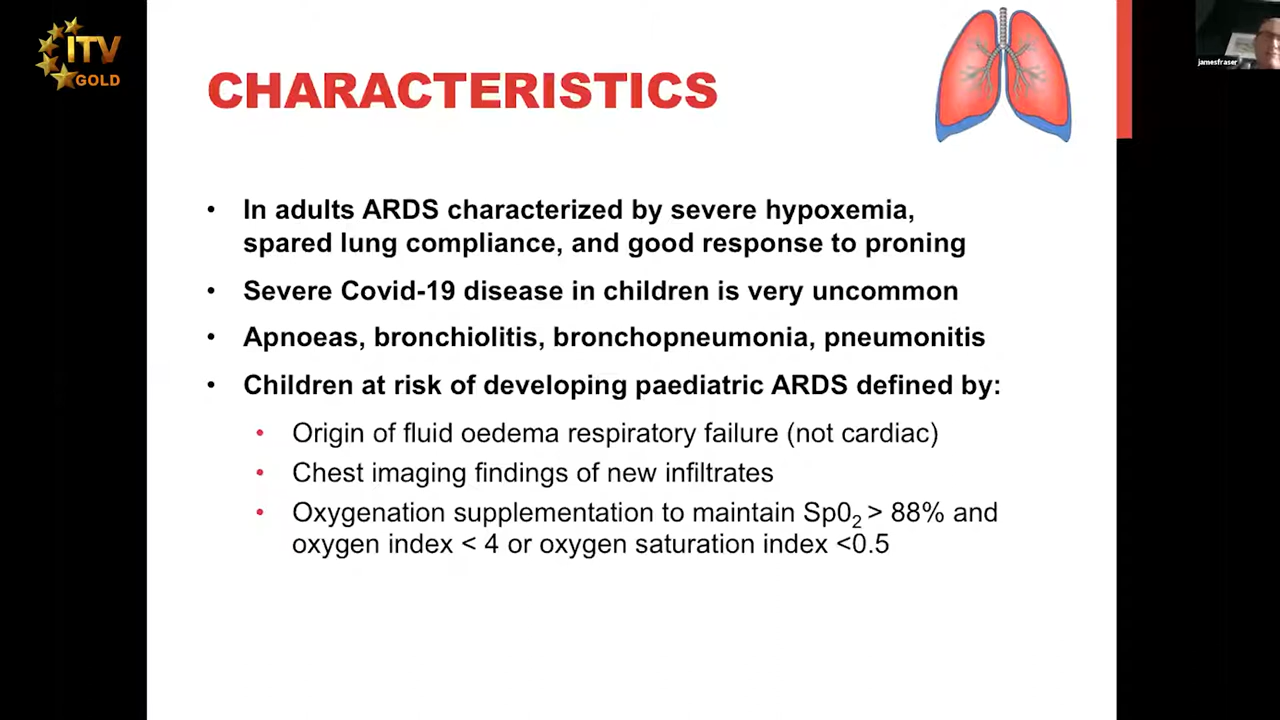 ITV
GOLD
jamesfraser
CHARACTERISTICS
• In adults ARDS characterized by severe hypoxemia,
spared lung compliance, and good response to proning
• Severe Covid-19 disease in children is very uncommon
• Apnoeas, bronchiolitis, bronchopneumonia, pneumonitis
• Children at risk of developing paediatric ARDS defined by:
• Origin of fluid oedema respiratory failure (not cardiac)
• Chest imaging findings of new infiltrates
• Oxygenation supplementation to maintain Sp0₂ > 88% and
oxygen index < 4 or oxygen saturation index <0.5